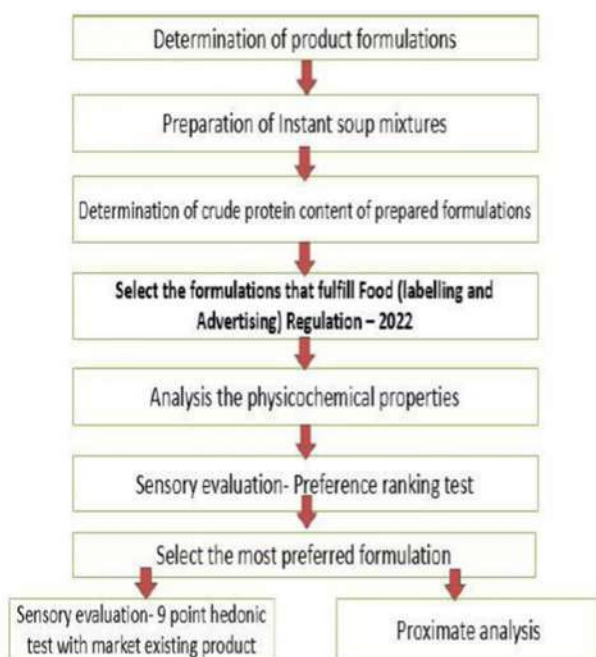 Determination of product formulations
Preparation of Instant soup mixtures
Determination of crude protein content of prepared formulations
Select the formulations that fulfill Food (labelling and
Advertising) Regulation – 2022
Analysis the physicochemical properties
Sensory evaluation- Preference ranking test
Select the most preferred formulation
Sensory evaluation- 9 point hedonic
test with market existing product
Proximate analysis